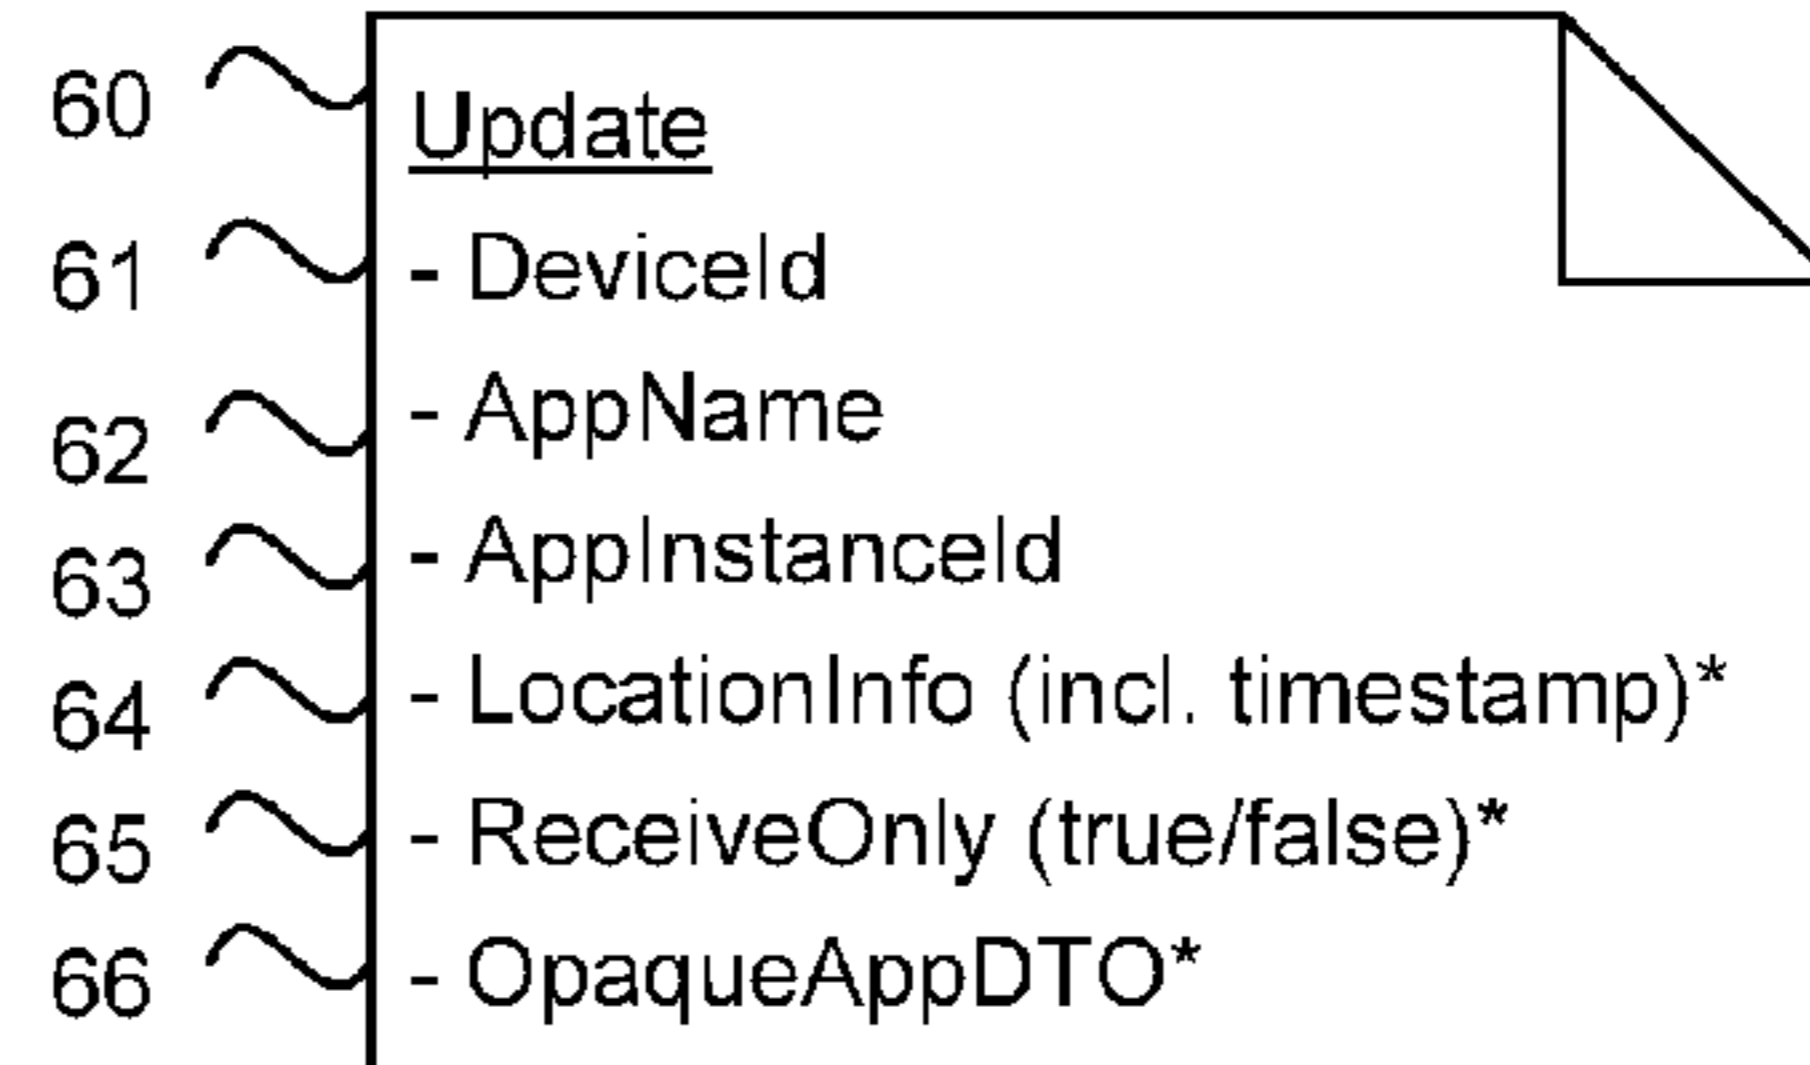 60 Update
61 - DeviceId
62 - AppName
63 - AppInstanceId
64 - LocationInfo (incl. timestamp)*
65 - ReceiveOnly (true/false)*
66 - OpaqueAppDTO*